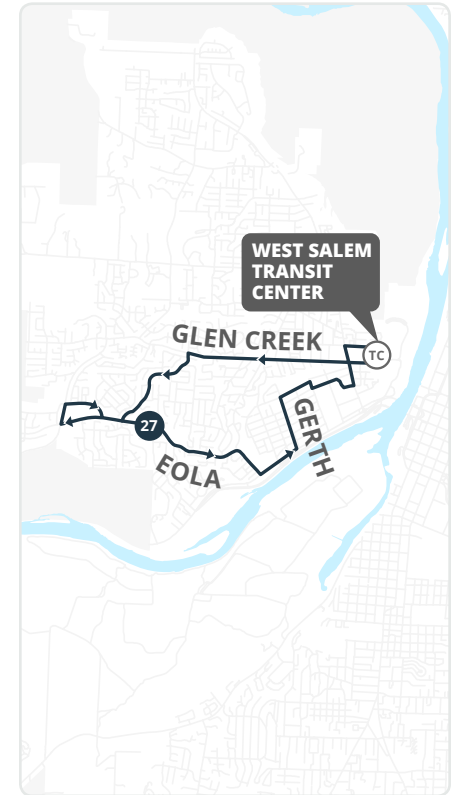 WEST SALEM
TRANSIT
CENTER
GLEN CREEK
TC
GERTH
27
EOLA